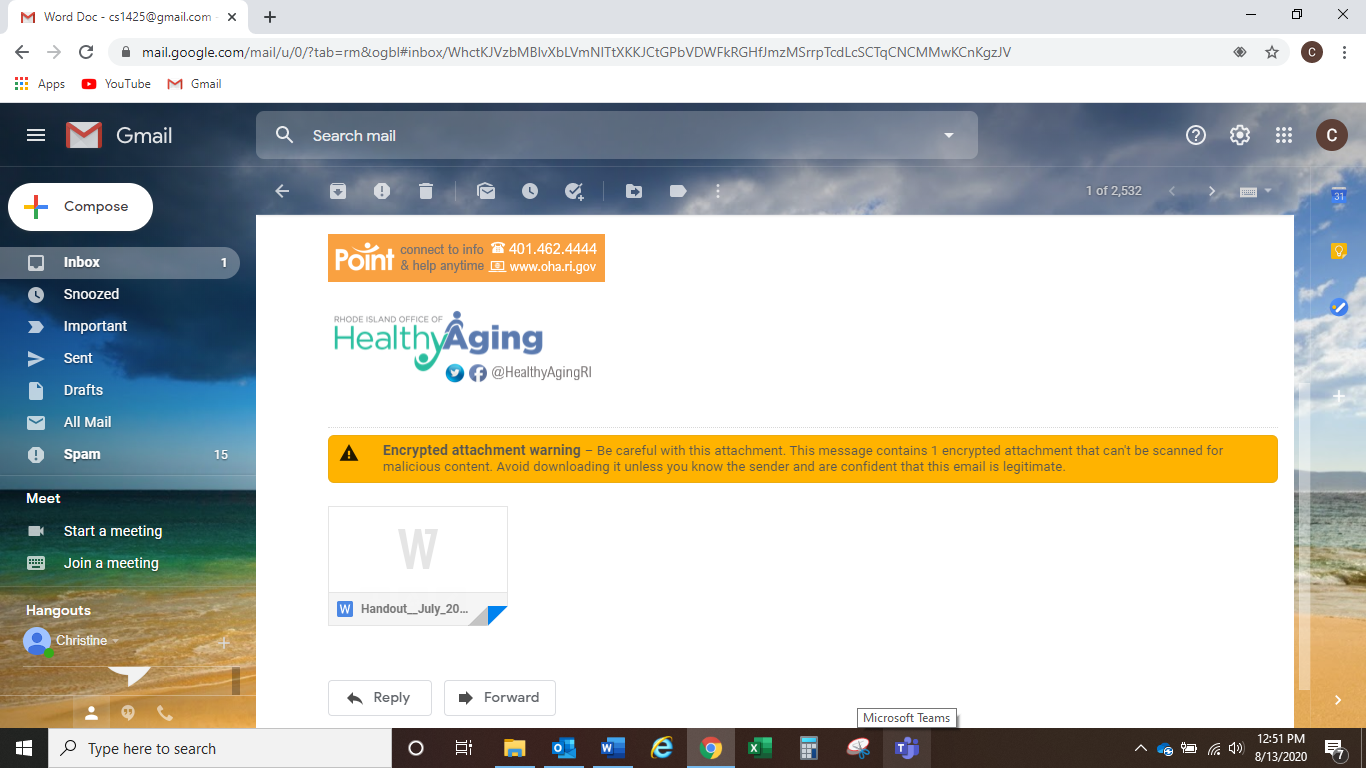 Word Doc - cs1425@gmail.com
mail.google.com/mail/u/0/?tab=rm&ogbl#inbox/WhctKJVzbMBlvXbLVmNITtXKKJCtGPbVDWFkRGHfJmzMSrrpTcdLcSCTqCNCMMwKCnKgzJV
C
Apps
YouTube
Gmail
Gmail
Search mail
C
Compose
1 of 2,532
31
Inbox 1
Snoozed
Important
Sent
Drafts
All Mail
Spam 15
Meet
Start a meeting
Join a meeting
Hangouts
Christine
Point connect to info 401.462.4444
& help anytime www.oha.ri.gov
RHODE ISLAND OFFICE OF
HealthyAging
@HealthyAgingRI
Encrypted attachment warning – Be careful with this attachment. This message contains 1 encrypted attachment that can't be scanned for
malicious content. Avoid downloading it unless you know the sender and are confident that this email is legitimate.
W
W Handout__July_20...
Reply
Forward
Microsoft Teams
Type here to search
12:51 PM
8/13/2020
7